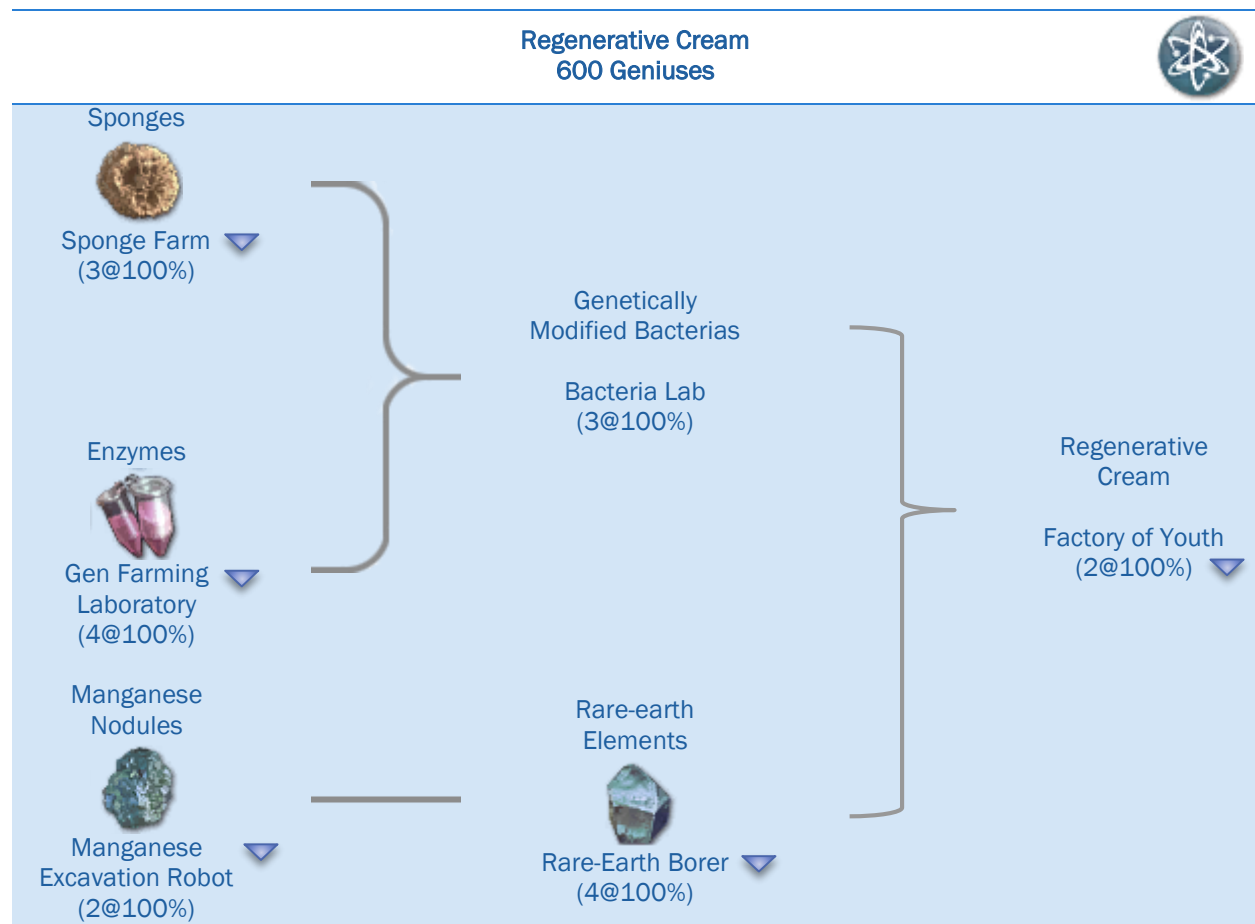 Regenerative Cream
600 Geniuses
Sponges
Sponge Farm
(3@100%)
Enzymes
Gen Farming
Laboratory
(4@100%)
Manganese
Nodules
Manganese
Excavation Robot
(2@100%)
Genetically
Modified Bacterias
Bacteria Lab
(3@100%)
Rare-earth
Elements
Rare-Earth Borer
(4@100%)
Regenerative
Cream
Factory of Youth
(2@100%)